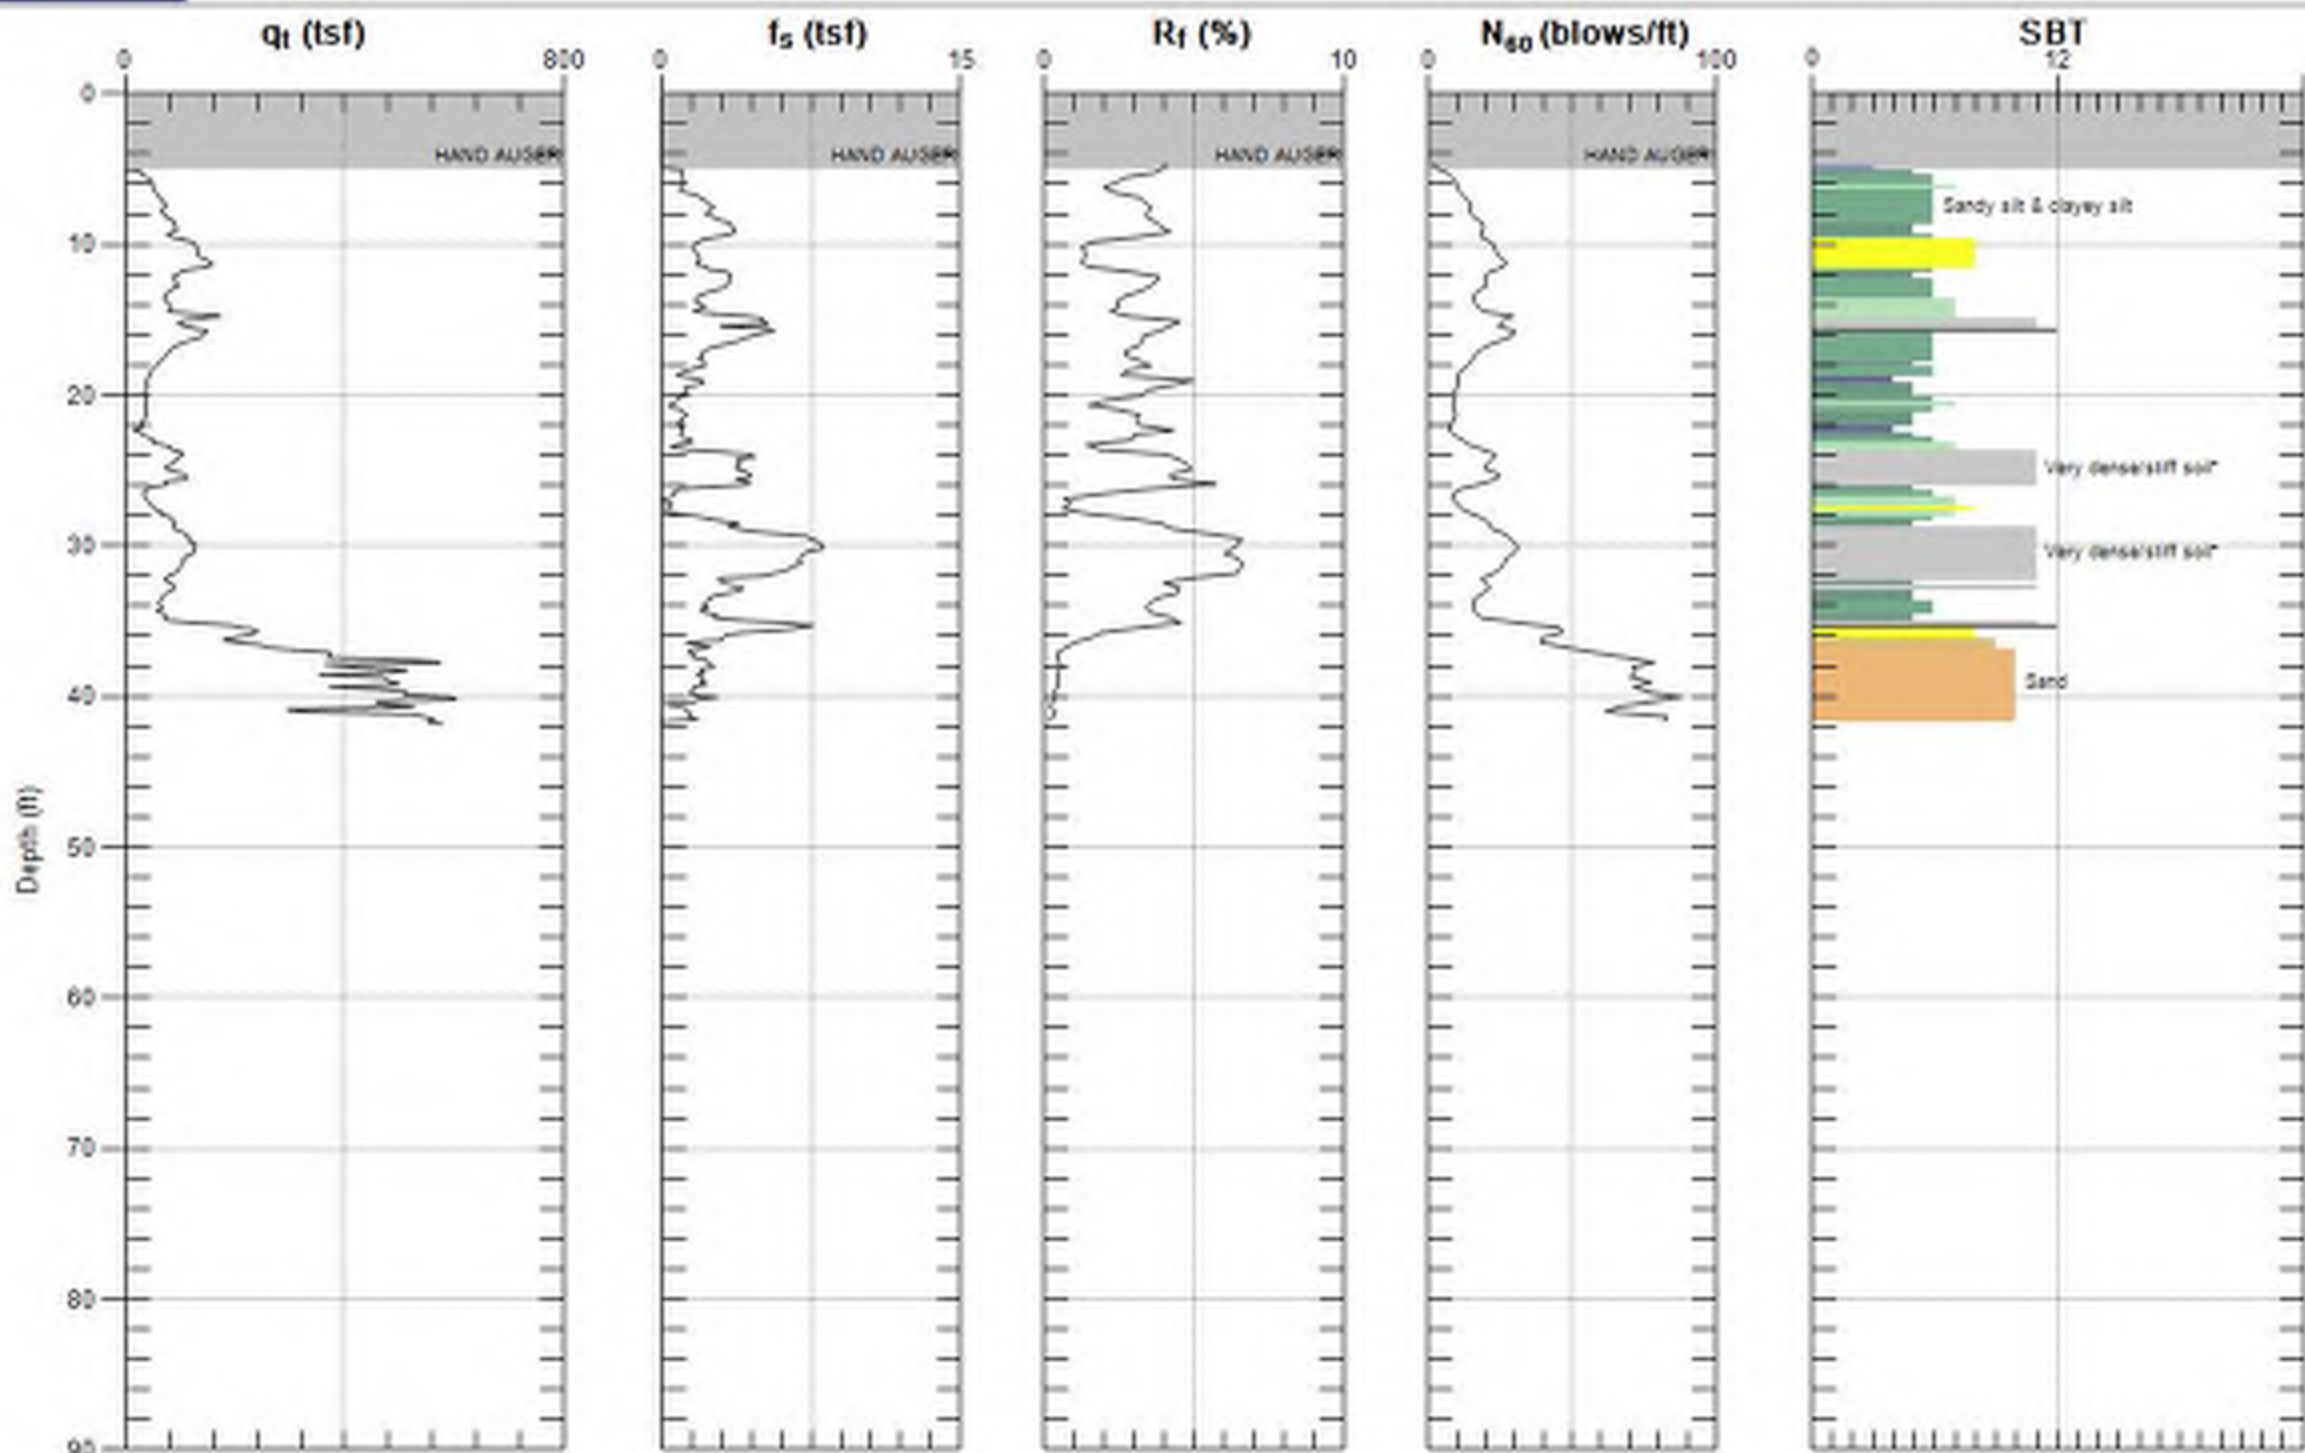 qt (tsf)
fs (tsf)
Rf (%)
N60 (blows/ft)
SBT
0 800
0 15
0 10
0 100
0 12
0
HAND AUGER
HAND AUGER
HAND AUGER
HAND AUGER
Sandy silt & clayey silt
10
20
Very dense/stiff soil*
30
Very dense/stiff soil*
Sand
40
50
Depth (ft)
60
70
80
90